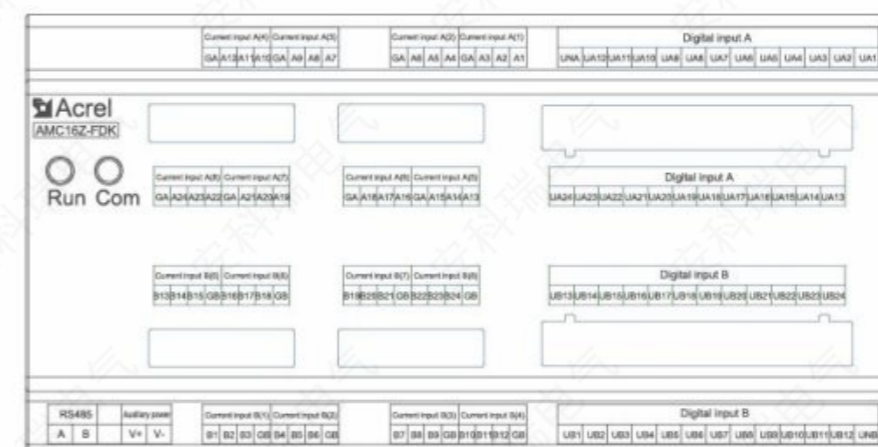 Current input A(4) Current input A(3) Current input A(2) Current input A(1) Digital input A
GA A12 A11 A10 GA A9 A8 A7 GA A6 A5 A4 GA A3 A2 A1 UNA UA12 UA11 UA10 UA9 UA8 UA7 UA6 UA5 UA4 UA3 UA2 UA1
Acrel
AMC16Z-FDK
Run Com
Current input A(8) Current input A(7) Current input A(6) Current input A(5) Digital input A
GA A24 A23 A22 GA A21 A20 A19 GA A18 A17 A16 GA A15 A14 A13 UA24 UA23 UA22 UA21 UA20 UA19 UA18 UA17 UA16 UA15 UA14 UA13
Current input B(5) Current input B(6) Current input B(7) Current input B(8) Digital input B
B13 B14 B15 GB B16 B17 B18 GB B19 B20 B21 GB B22 B23 B24 GB UB13 UB14 UB15 UB16 UB17 UB18 UB19 UB20 UB21 UB22 UB23 UB24
RS485 Auxiliary power Current input B(1) Current input B(2) Current input B(3) Current input B(4) Digital input B
A B V+ V- B1 B2 B3 GB B4 B5 B6 GB B7 B8 B9 GB B10 B11 B12 GB UB1 UB2 UB3 UB4 UB5 UB6 UB7 UB8 UB9 UB10 UB11 UB12 UNB
安科瑞电气